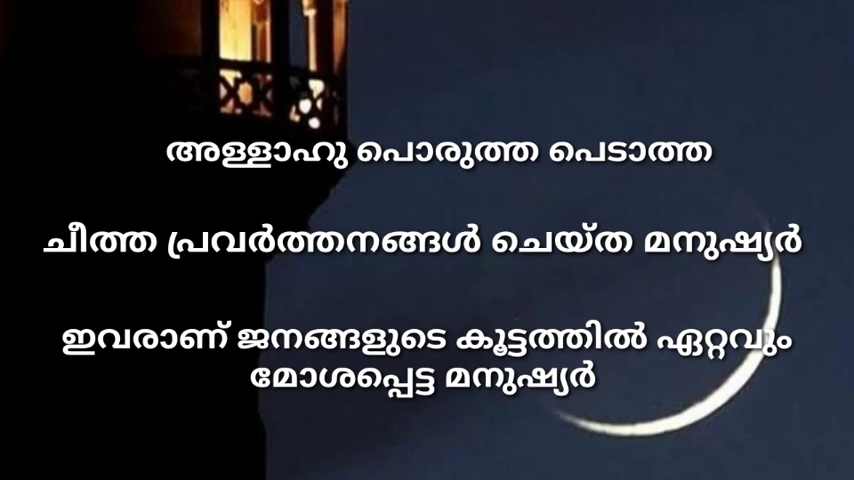 അള്ളാഹു പൊരുത്ത പെടാത്ത
ചീത്ത പ്രവർത്തനങ്ങൾ ചെയ്ത മനുഷ്യർ
ഇവരാണ് ജനങ്ങളുടെ കൂട്ടത്തിൽ ഏറ്റവും
മോശപ്പെട്ട മനുഷ്യർ